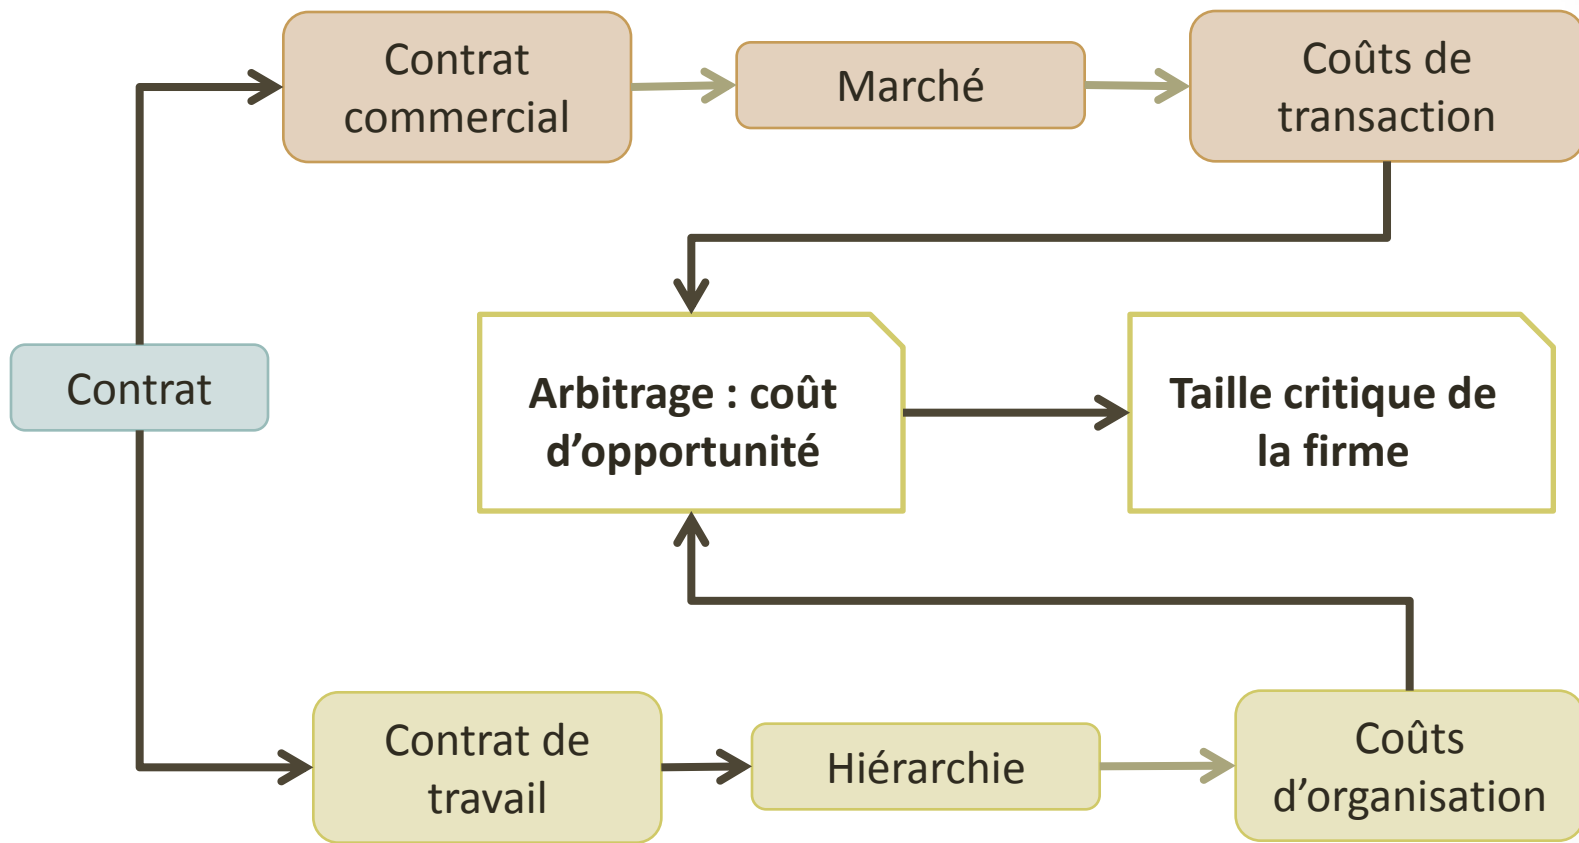 Contrat
commercial
Marché
Coûts de
transaction
Contrat
Arbitrage : coût
d’opportunité
Taille critique de
la firme
Contrat de
travail
Hiérarchie
Coûts
d’organisation